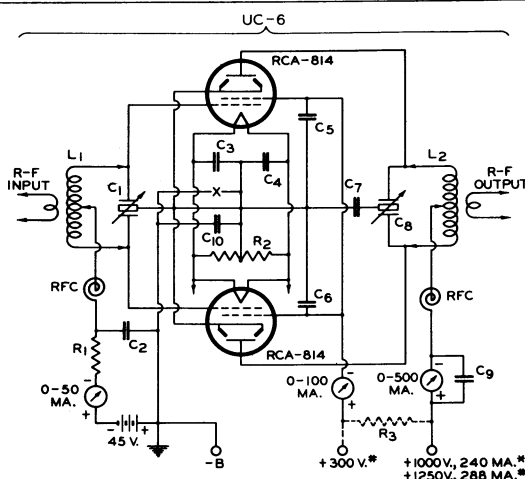 UC-6
RCA-814
R-F
INPUT
L1
C1
C3
C4
C5
C7
L2
C8
R-F
OUTPUT
X
C10
R2
C6
RFC
RFC
R1
C2
RCA-814
0-50
MA.
- +
45 V.
0-100
MA.
0-500
MA.
C9
R3
-B
+300 V.#
+1000V., 240 MA.*
+1250V., 288 MA.#